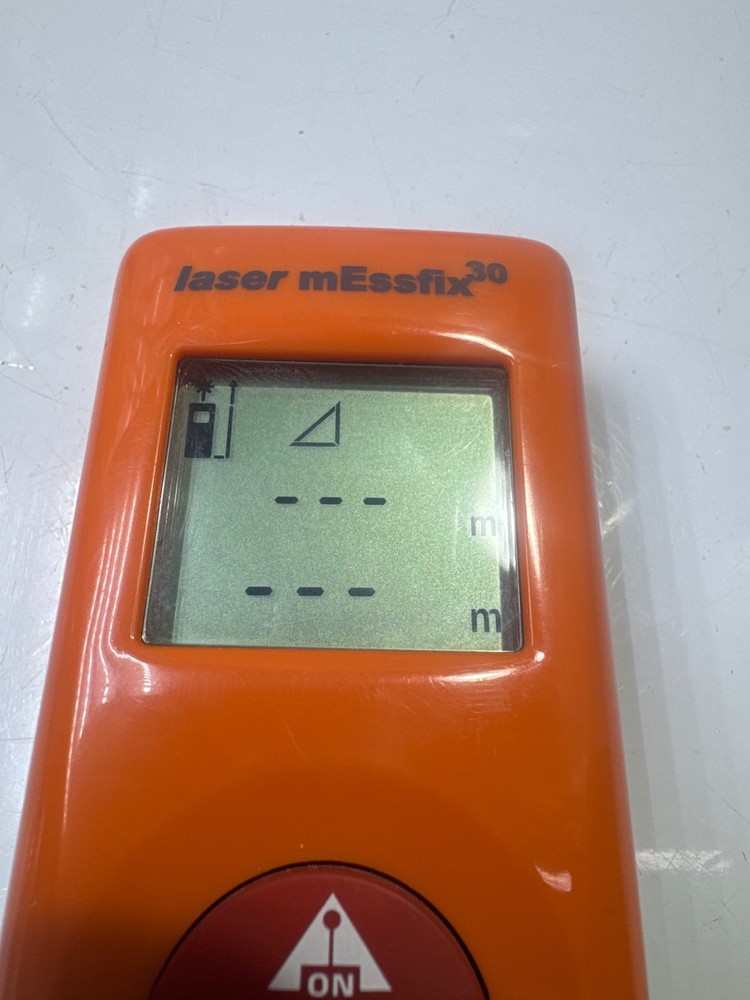 laser mEssfix30
- - -
m
- - -
m
ON